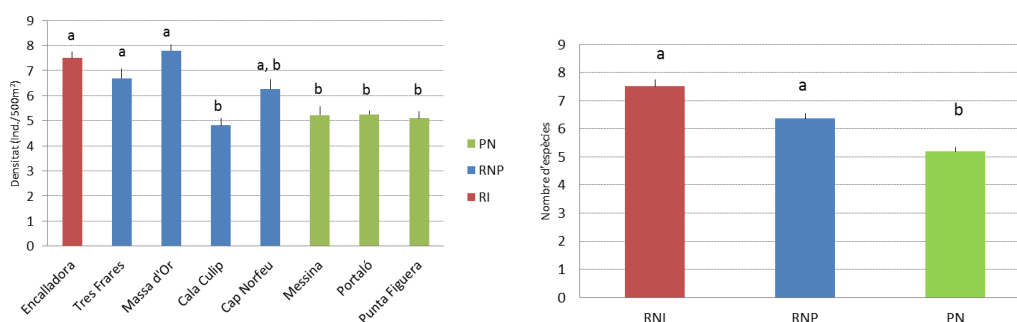 9
8
7
6
5
4
3
2
1
0
Densitat (Ind./500m²)
a
a
a
b
a, b
b
b
b
Encalladora
Tres Frares
Massa d'Or
Cala Culip
Cap Norfeu
Messina
Portaló
Punta Figuera
PN
RNP
RI
9
8
7
6
5
4
3
2
1
0
Nombre d'espècies
a
a
b
RNI
RNP
PN